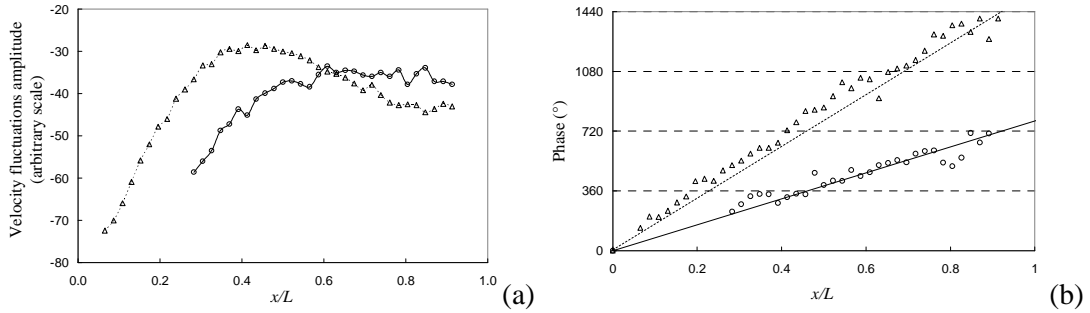 -20
-30
-40
-50
-60
-70
-80
0.0 0.2 0.4 0.6 0.8 1.0
x/L
Velocity fluctuations amplitude
(arbitrary scale)
(a)
1440
1080
720
360
0
0 0.2 0.4 0.6 0.8 1
x/L
Phase (°)
(b)